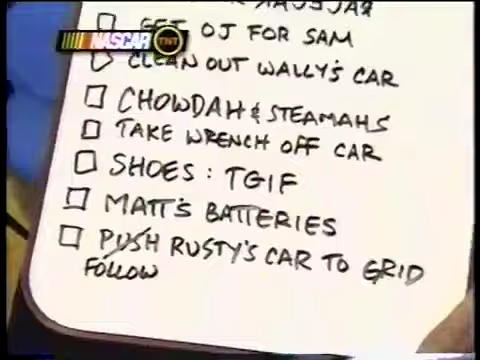 NASCAR TNT
GET OJ FOR SAM
CLEAN OUT WALLY'S CAR
CHOWDAH & STEAMAHS
TAKE WRENCH OFF CAR
SHOES : TGIF
MATT'S BATTERIES
PUSH RUSTY'S CAR TO GRID
FOLLOW